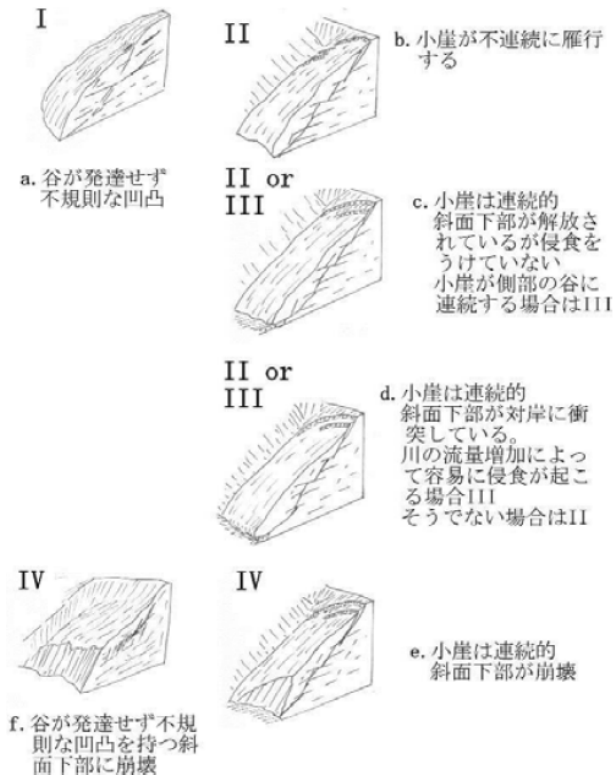 I
a. 谷が発達せず
不規則な凹凸
II
b. 小崖が不連続に雁行
する
II or
III
c. 小崖は連続的
斜面下部が解放さ
れているが侵食を
うけていない
小崖が側部の谷に
連続する場合はIII
II or
III
d. 小崖は連続的
斜面下部が対岸に衝
突している。
川の流量増加によっ
て容易に侵食が起こ
る場合III
そうでない場合はII
IV
f. 谷が発達せず不規
則な凹凸を持つ斜
面下部に崩壊
IV
e. 小崖は連続的
斜面下部が崩壊